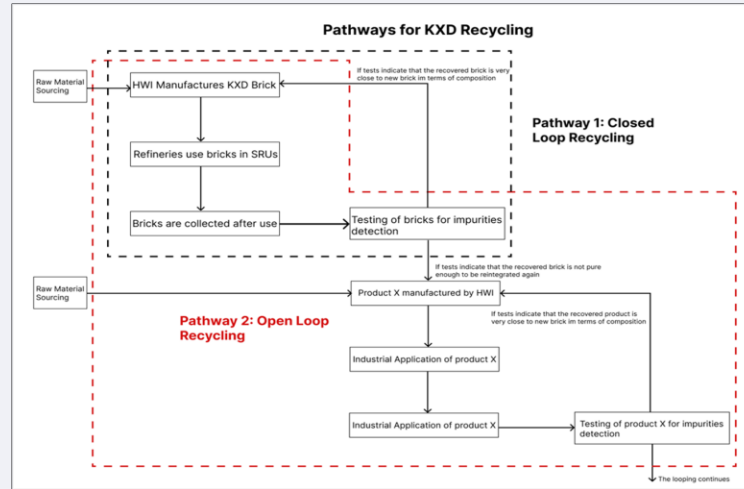 Pathways for KXD Recycling
Raw Material
Sourcing
HWI Manufactures KXD Brick
If tests indicate that the recovered brick is very
close to new brick im terms of composition
Pathway 1: Closed
Loop Recycling
Refineries use bricks in SRUs
Bricks are collected after use
Testing of bricks for impurities
detection
If tests indicate that the recovered brick is not pure
enough to be reintegrated again
Raw Material
Sourcing
Product X manufactured by HWI
If tests indicate that the recovered product is
very close to new brick im terms of composition
Pathway 2: Open Loop
Recycling
Industrial Application of product X
Industrial Application of product X
Testing of product X for impurities
detection
The looping continues